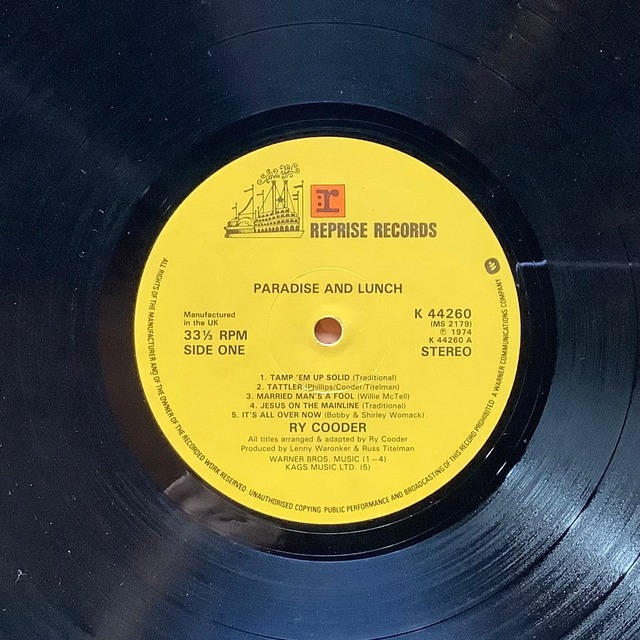 r
REPRISE RECORDS
PARADISE AND LUNCH
Manufactured
in the UK
33⅓ RPM
SIDE ONE
K 44260
(MS 2179)
℗ 1974
K 44260 A
STEREO
1. TAMP 'EM UP SOLID (Traditional)
2. TATTLER (Phillips/Cooder/Titelman)
3. MARRIED MAN'S A FOOL (Willie McTell)
4. JESUS ON THE MAINLINE (Traditional)
5. IT'S ALL OVER NOW (Bobby & Shirley Womack)
RY COODER
All titles arranged & adapted by Ry Cooder
Produced by Lenny Waronker & Russ Titelman
WARNER BROS. MUSIC (1–4)
KAGS MUSIC LTD. (5)
ALL RIGHTS OF THE MANUFACTURER AND OF THE OWNER OF THE RECORDED WORK RESERVED. UNAUTHORISED COPYING PUBLIC PERFORMANCE AND BROADCASTING OF THIS RECORD PROHIBITED A WARNER COMMUNICATIONS COMPANY